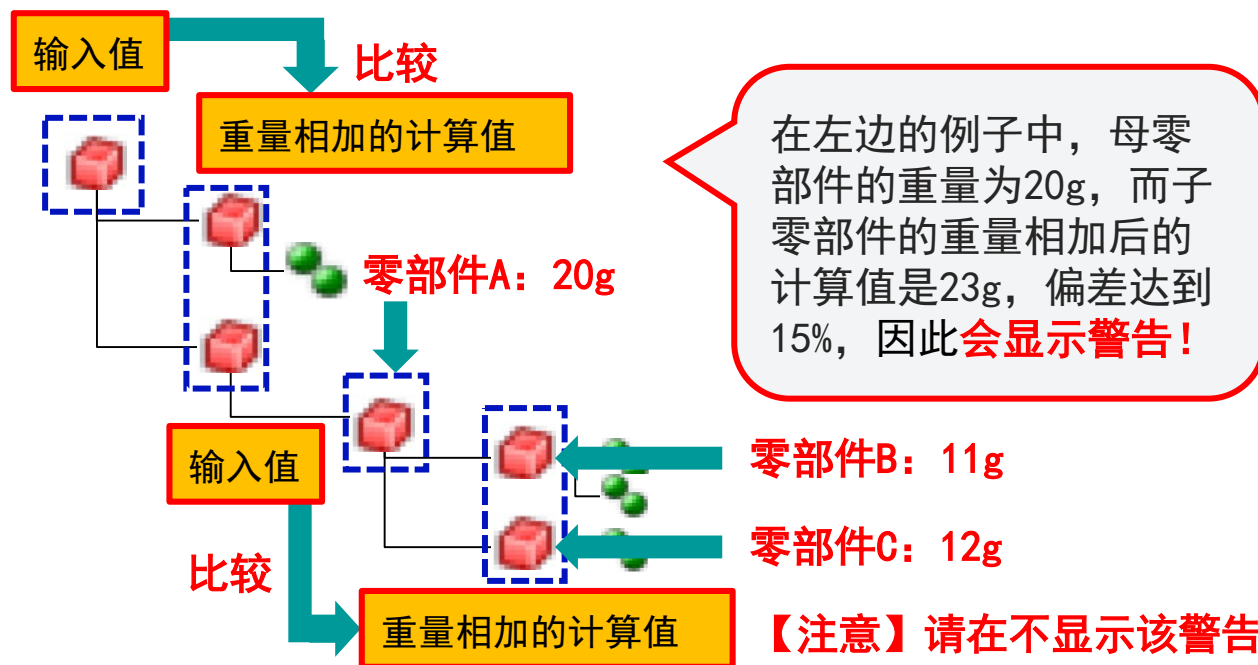 输入值
比较
重量相加的计算值
在左边的例子中，母零
部件的重量为20g，而子
零部件的重量相加后的
计算值是23g，偏差达到
15%，因此会显示警告！
零部件A：20g
输入值
零部件B：11g
比较
零部件C：12g
重量相加的计算值
【注意】请在不显示该警告